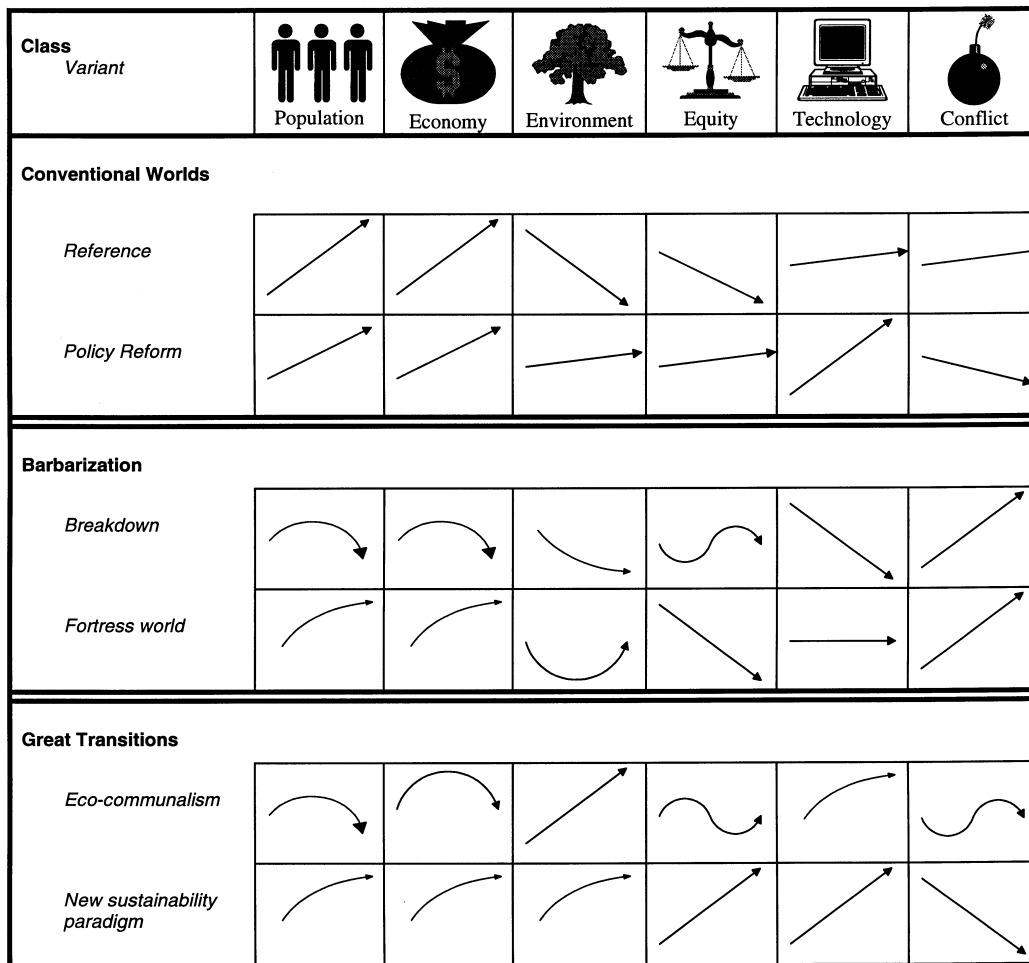 Class
Variant
$
Population
Economy
Environment
Equity
Technology
Conflict
Conventional Worlds
Reference
Policy Reform
Barbarization
Breakdown
Fortress world
Great Transitions
Eco-communalism
New sustainability
paradigm